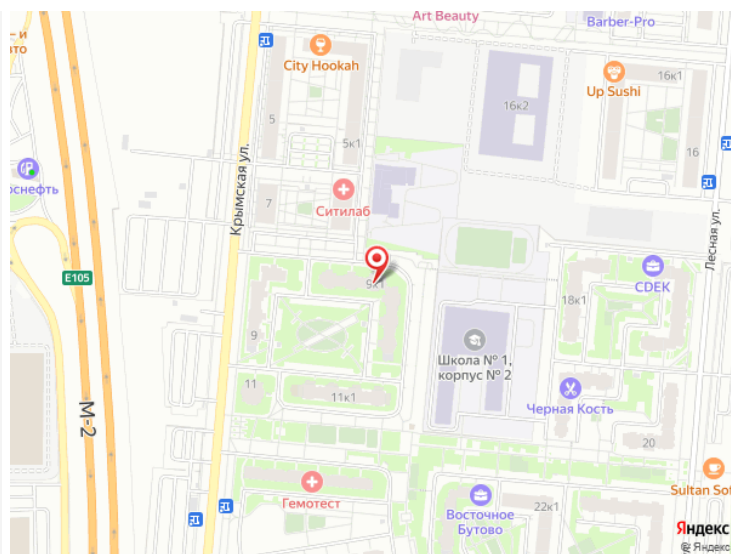 Art Beauty
Barber-Pro
City Hookah
Up Sushi
16к1
16к2
5
5к1
16
Крымская ул.
7
Ситилаб
Лесная ул.
E105
9к1
CDEK
18к1
9
Школа № 1,
корпус № 2
11
11к1
Черная Кость
М-2
20
Гемотест
Sultan Sof
Восточное
Бутово
22к1
Яндекс
© Яндекс